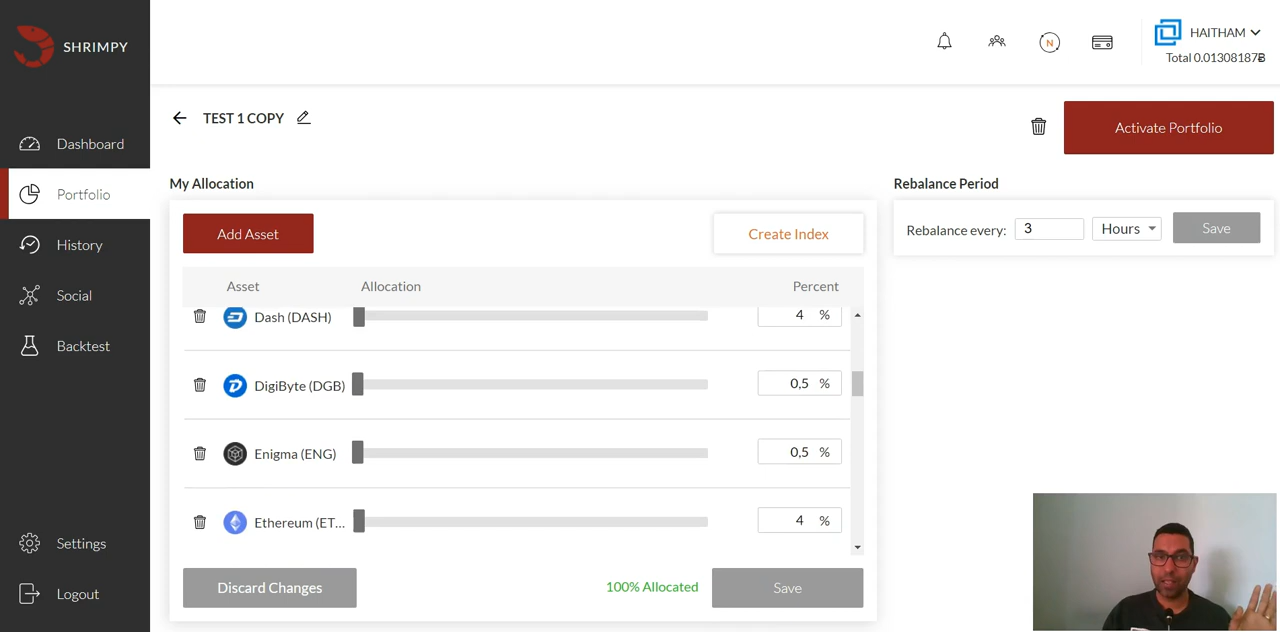 SHRIMPY
N
HAITHAM
Total 0.01308187Ƀ
Dashboard
Portfolio
History
Social
Backtest
Settings
Logout
TEST 1 COPY
Activate Portfolio
My Allocation
Add Asset
Create Index
Asset Allocation Percent
Dash (DASH) 4 %
DigiByte (DGB) 0,5 %
Enigma (ENG) 0,5 %
Ethereum (ET... 4 %
Discard Changes
100% Allocated
Save
Rebalance Period
Rebalance every: 3 Hours Save